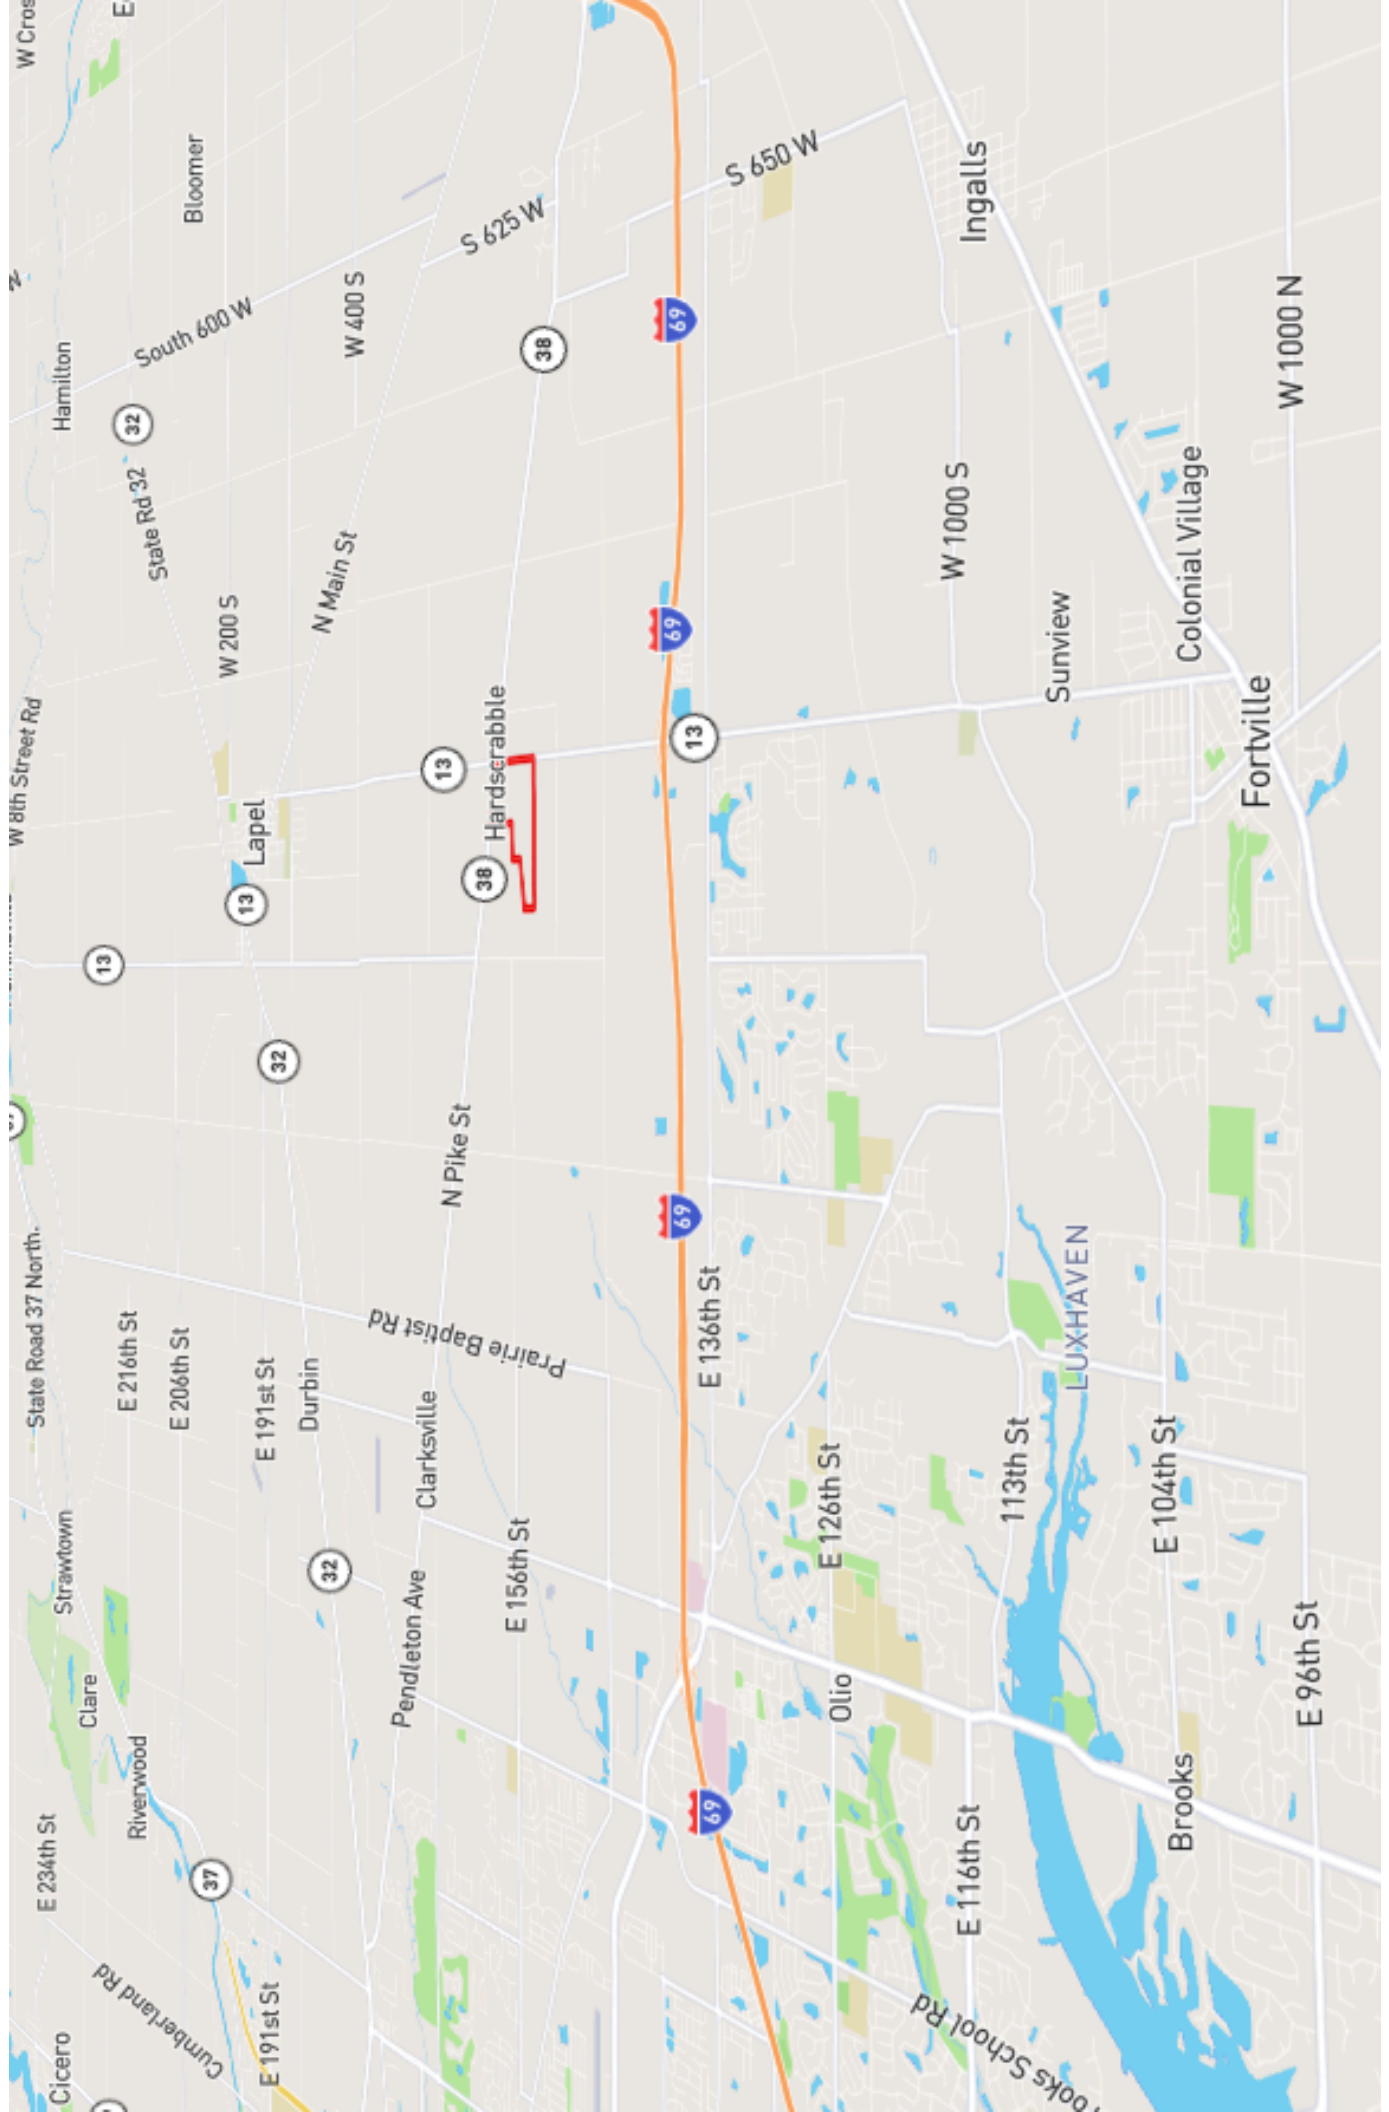 W Cros
Bloomer
Hamilton
South 600 W
W 400 S
S 625 W
S 650 W
Ingalls
32
State Rd 32
38
69
W 1000 N
W 200 S
N Main St
W 1000 S
Colonial Village
69
Sunview
W 8th Street Rd
Lapel
13
Hardscrabble
13
Fortville
38
13
13
32
State Road 37 North.
N Pike St
69
LUXHAVEN
E 216th St
E 206th St
E 191st St
Durbin
Prairie Baptist Rd
E 136th St
Clarksville
113th St
E 126th St
E 104th St
Strawtown
32
E 156th St
Pendleton Ave
Clare
Olio
E 96th St
Riverwood
69
Brooks
E 234th St
37
E 116th St
Cumberland Rd
E 191st St
Cicero
rooks School Rd